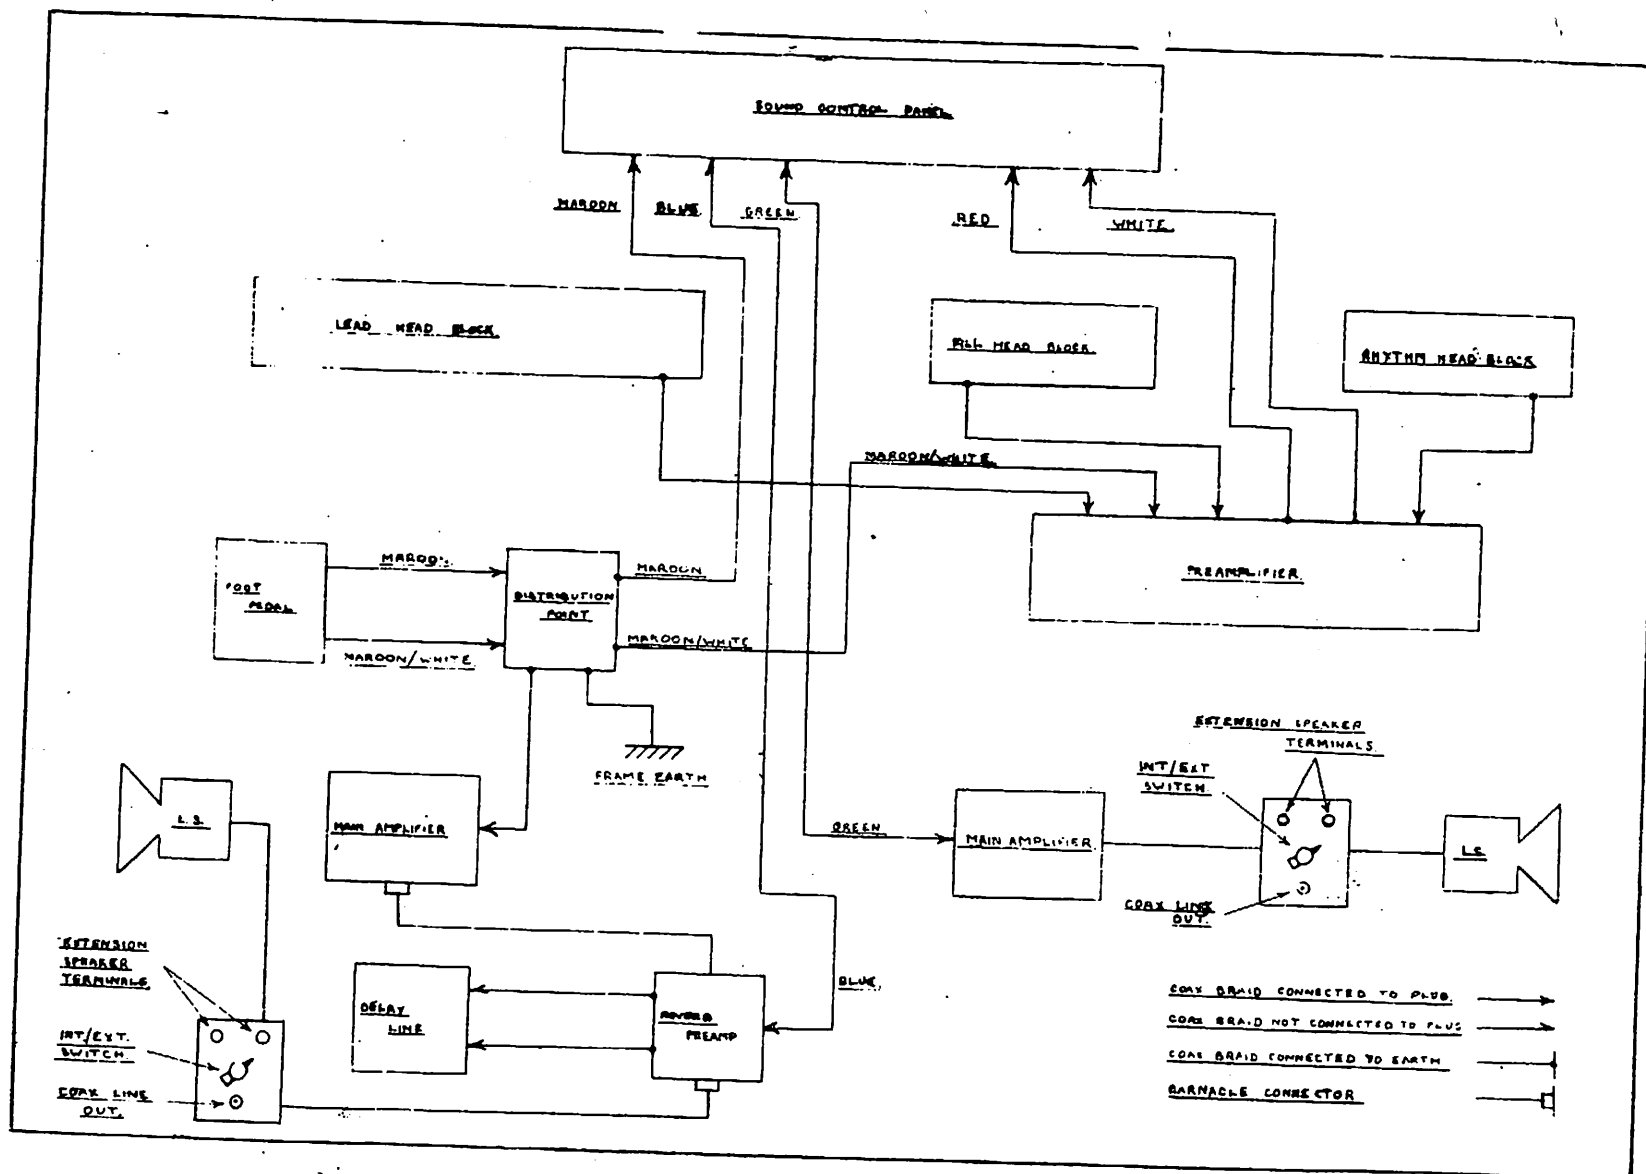 SOUND CONTROL PANEL
MAROON
BLUE
GREEN
RED
WHITE
LEAD HEAD BLOCK
FILL HEAD BLOCK
RHYTHM HEAD BLOCK
MAROON/WHITE
MAROON
MAROON
FOOT
PEDAL
DISTRIBUTION
POINT
PREAMPLIFIER
MAROON/WHITE
MAROON/WHITE
FRAME EARTH
EXTENSION SPEAKER
TERMINALS.
INT/EXT
SWITCH.
L.S.
MAIN AMPLIFIER
GREEN
MAIN AMPLIFIER
L.S.
COAX LINE
OUT.
EXTENSION
SPEAKER
TERMINALS.
DELAY
LINE
REVERB
PREAMP
BLUE.
INT/EXT.
SWITCH.
COAX LINE
OUT.
COAX BRAID CONNECTED TO PLUG.
COAX BRAID NOT CONNECTED TO PLUG
COAX BRAID CONNECTED TO EARTH
BARNACLE CONNECTOR